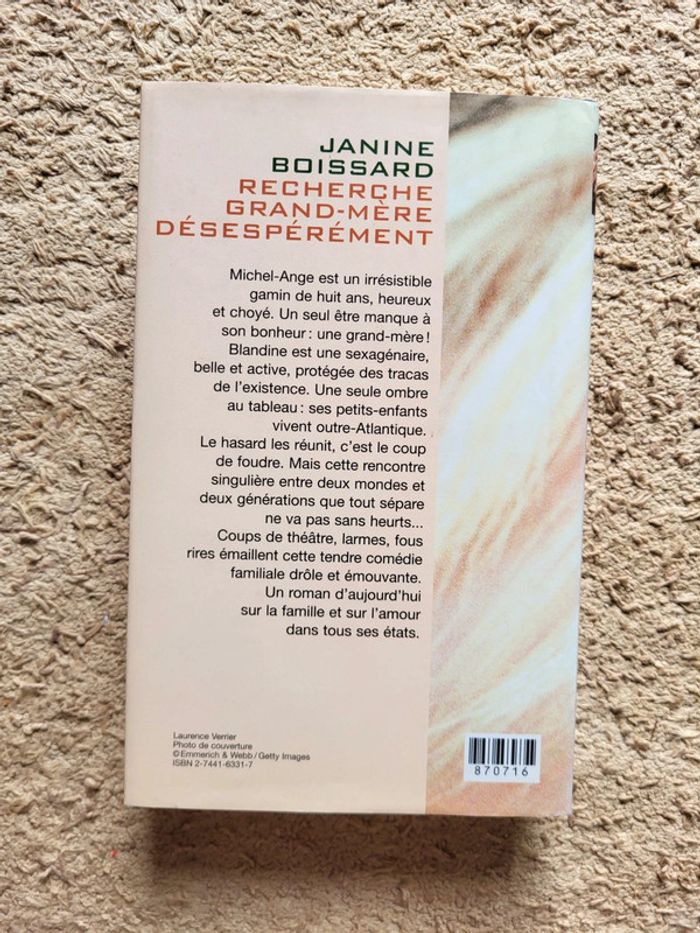 JANINE
BOISSARD
RECHERCHE
GRAND-MÈRE
DÉSESPÉRÉMENT
Michel-Ange est un irrésistible
gamin de huit ans, heureux
et choyé. Un seul être manque à
son bonheur : une grand-mère !
Blandine est une sexagénaire,
belle et active, protégée des tracas
de l'existence. Une seule ombre
au tableau : ses petits-enfants
vivent outre-Atlantique.
Le hasard les réunit, c'est le coup
de foudre. Mais cette rencontre
singulière entre deux mondes et
deux générations que tout sépare
ne va pas sans heurts...
Coups de théâtre, larmes, fous
rires émaillent cette tendre comédie
familiale drôle et émouvante.
Un roman d'aujourd'hui
sur la famille et sur l'amour
dans tous ses états.
Laurence Verrier
Photo de couverture
© Emmerich & Webb / Getty Images
ISBN 2-7441-6331-7
870716